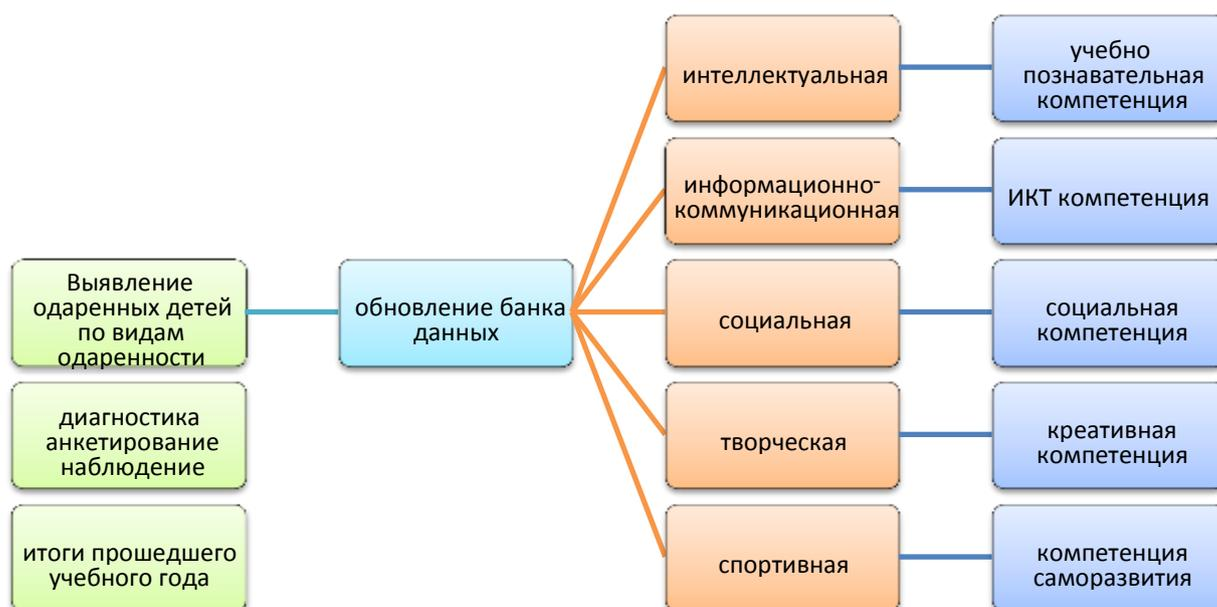 Выявление
одаренных детей
по видам
одаренности
диагностика
анкетирование
наблюдение
итоги прошедшего
учебного года
обновление банка
данных
интеллектуальная
информационно-
коммуникационная
социальная
творческая
спортивная
учебно
познавательная
компетенция
ИКТ компетенция
социальная
компетенция
креативная
компетенция
компетенция
саморазвития